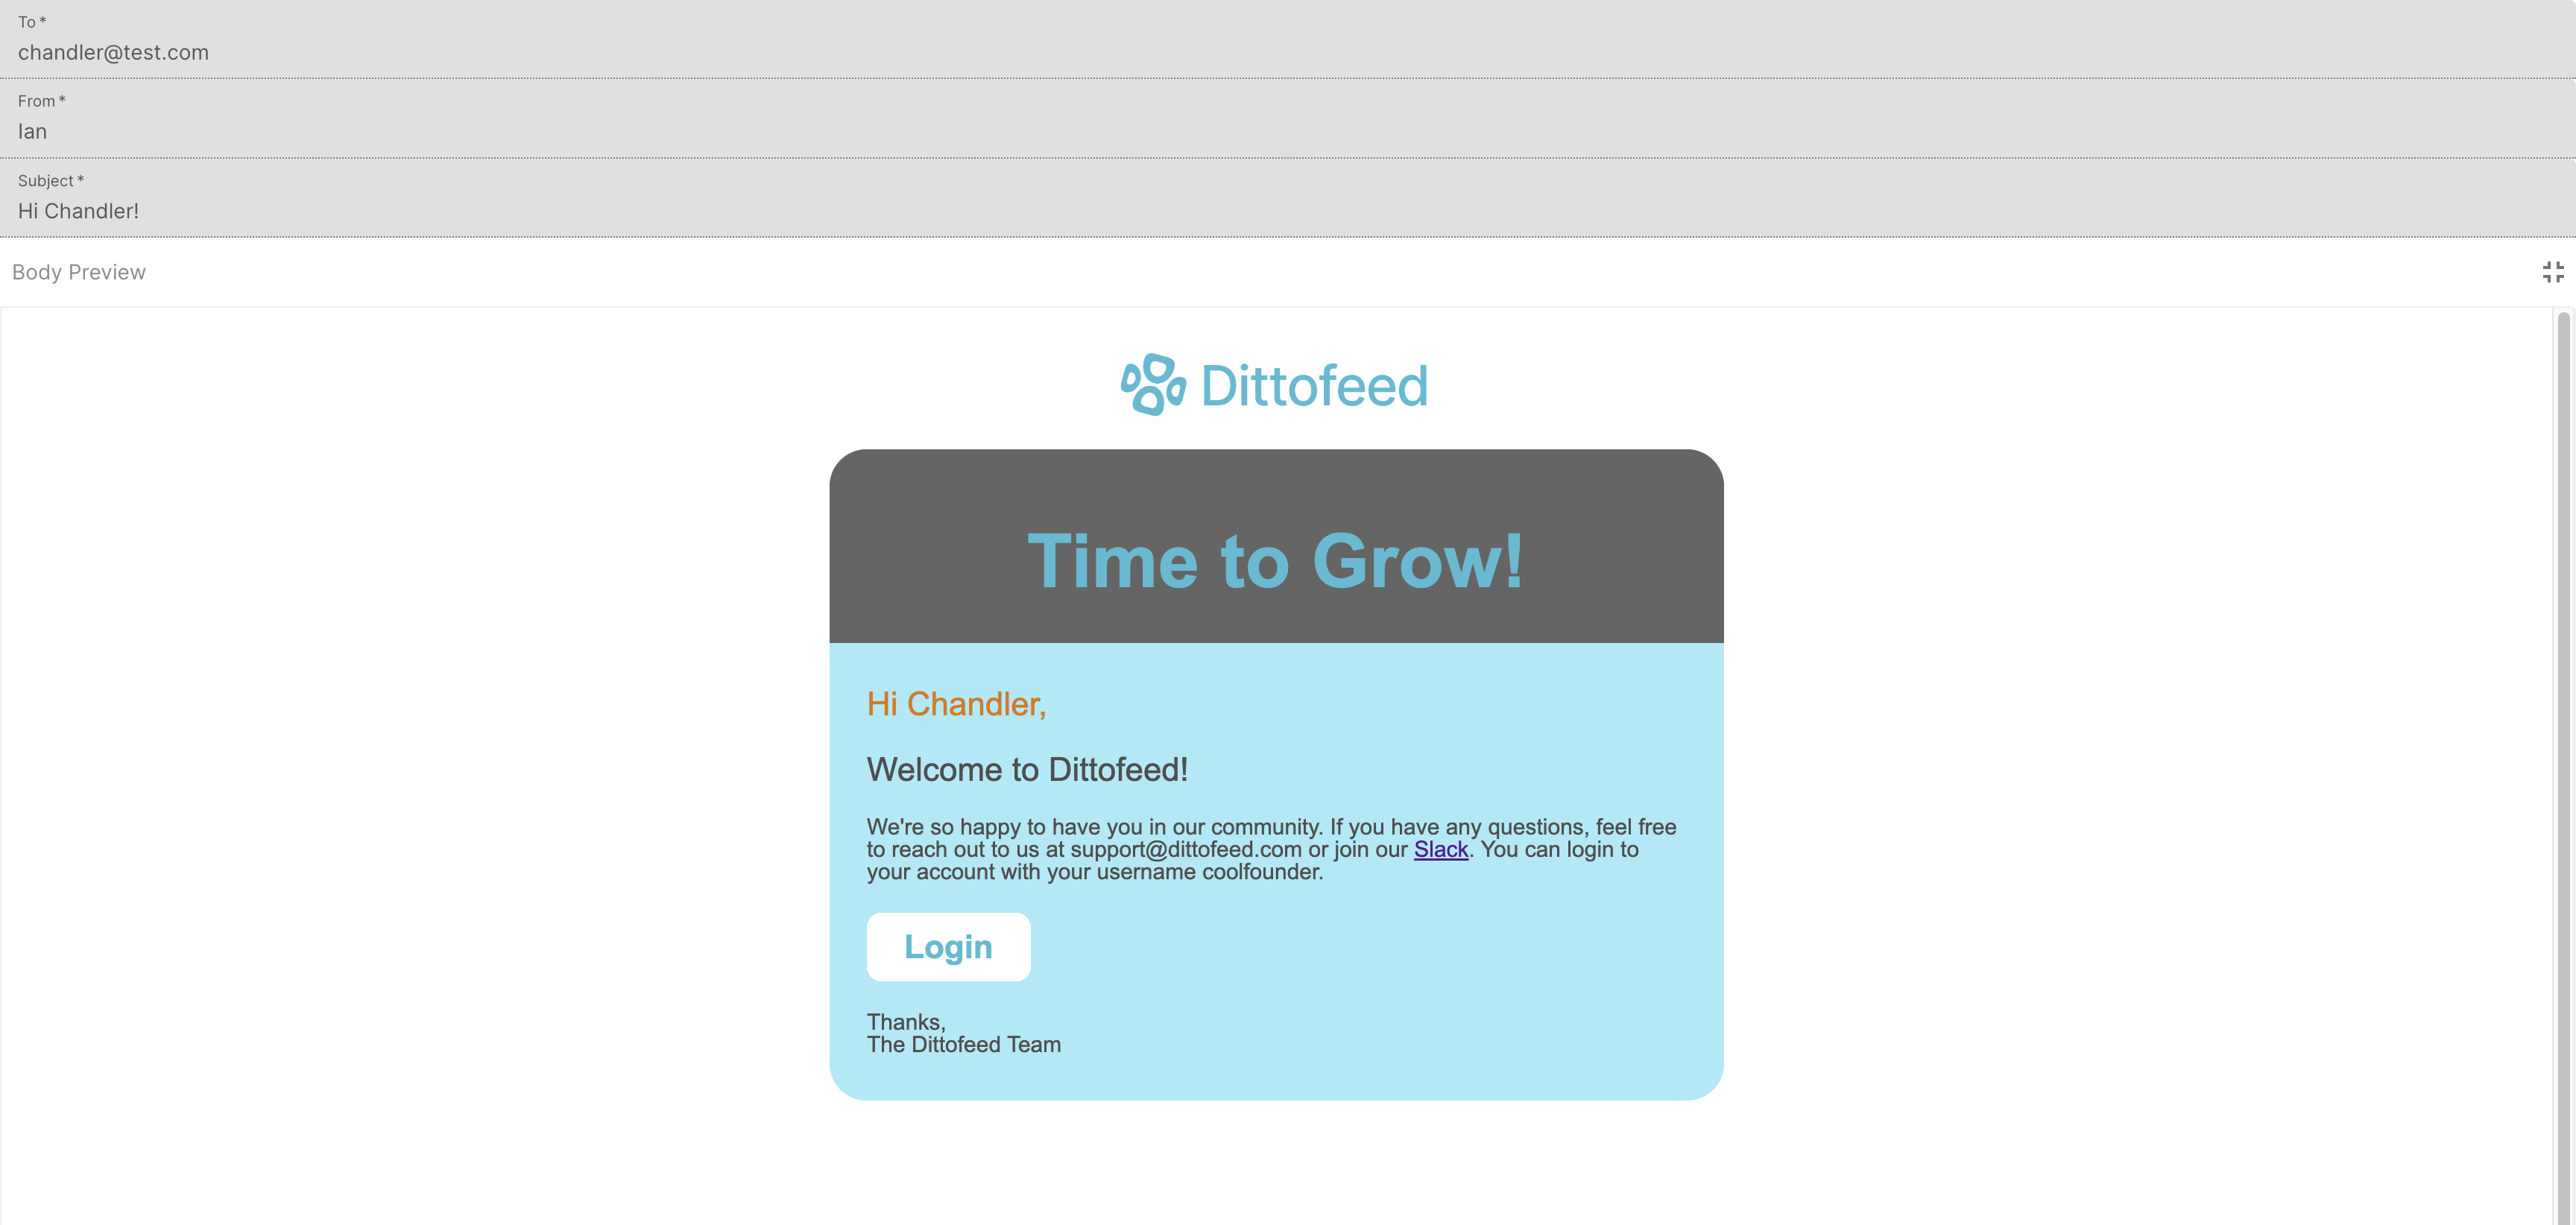 To *
chandler@test.com
From *
Ian
Subject *
Hi Chandler!
Body Preview
Dittofeed
Time to Grow!
Hi Chandler,
Welcome to Dittofeed!
We're so happy to have you in our community. If you have any questions, feel free
to reach out to us at support@dittofeed.com or join our Slack. You can login to
your account with your username coolfounder.
Login
Thanks,
The Dittofeed Team